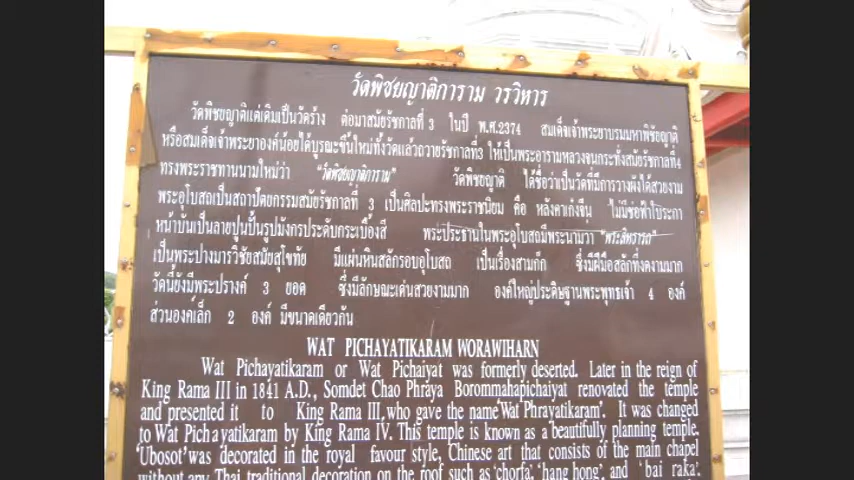 วัดพิชยญาติการาม วรวิหาร
วัดพิชยญาติแต่เดิมเป็นวัดร้าง ต่อมาสมัยรัชกาลที่ 3 ในปี พ.ศ.2374 สมเด็จเจ้าพระยาบรมมหาพิชัยญาติ
หรือสมเด็จเจ้าพระยาองค์น้อยได้บูรณะขึ้นใหม่ทั้งวัดแล้วถวายรัชกาลที่3 ให้เป็นพระอารามหลวงจนกระทั่งสมัยรัชกาลที่4
ทรงพระราชทานนามใหม่ว่า "วัดพิชยญาติการาม" วัดพิชยญาติ ได้ชื่อว่าเป็นวัดที่มีการวางผังได้สวยงาม
พระอุโบสถเป็นสถาปัตยกรรมสมัยรัชกาลที่ 3 เป็นศิลปะทรงพระราชนิยม คือ หลังคาเก๋งจีน ไม่มีช่อฟ้าใบระกา
หน้าบันเป็นลายปูนปั้นรูปมังกรประดับกระเบื้องสี พระประธานในพระอุโบสถมีพระนามว่า
เป็นพระปางมารวิชัยสมัยสุโขทัย มีแผ่นหินสลักรอบอุโบสถ เป็นเรื่องสามก๊ก ซึ่งมีฝีมือสลักที่งดงามมาก
วัดนี้ยังมีพระปรางค์ 3 ยอด ซึ่งมีลักษณะเด่นสวยงามมาก องค์ใหญ่ประดิษฐานพระพุทธเจ้า 4 องค์
ส่วนองค์เล็ก 2 องค์ มีขนาดเดียวกัน
WAT PICHAYATIKARAM WORAWIHARN
Wat Pichayatikaram or Wat Pichaiyat was formerly deserted. Later in the reign of
King Rama III in 1841 A.D., Somdet Chao Phraya Borommahapichaiyat renovated the temple
and presented it to King Rama III, who gave the name 'Wat Phrayatikaram'. It was changed
to Wat Pichayatikaram by King Rama IV. This temple is known as a beautifully planning temple.
'Ubosot' was decorated in the royal favour style, Chinese art that consists of the main chapel
without any Thai traditional decoration on the roof such as 'chorfa', 'hang hong', and 'bai raka'.